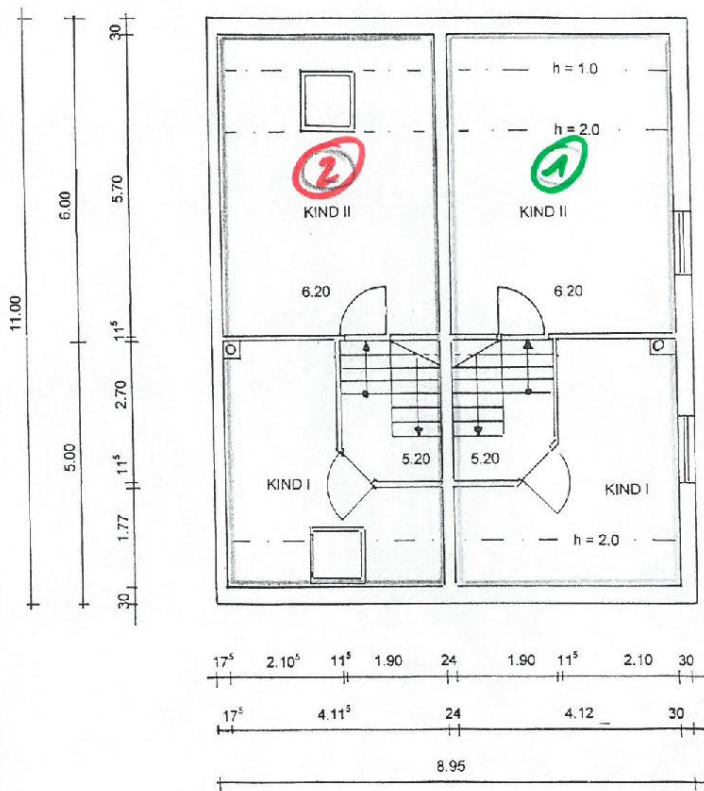 30
h = 1.0
h = 2.0
2
1
KIND II
KIND II
6.00
5.70
11.00
6.20
6.20
11⁵
2.70
5.00
5.20
5.20
KIND I
KIND I
11⁵
1.77
h = 2.0
30
17⁵ 2.10⁵ 11⁵ 1.90 24 1.90 11⁵ 2.10 30
17⁵ 4.11⁵ 24 4.12 30
8.95